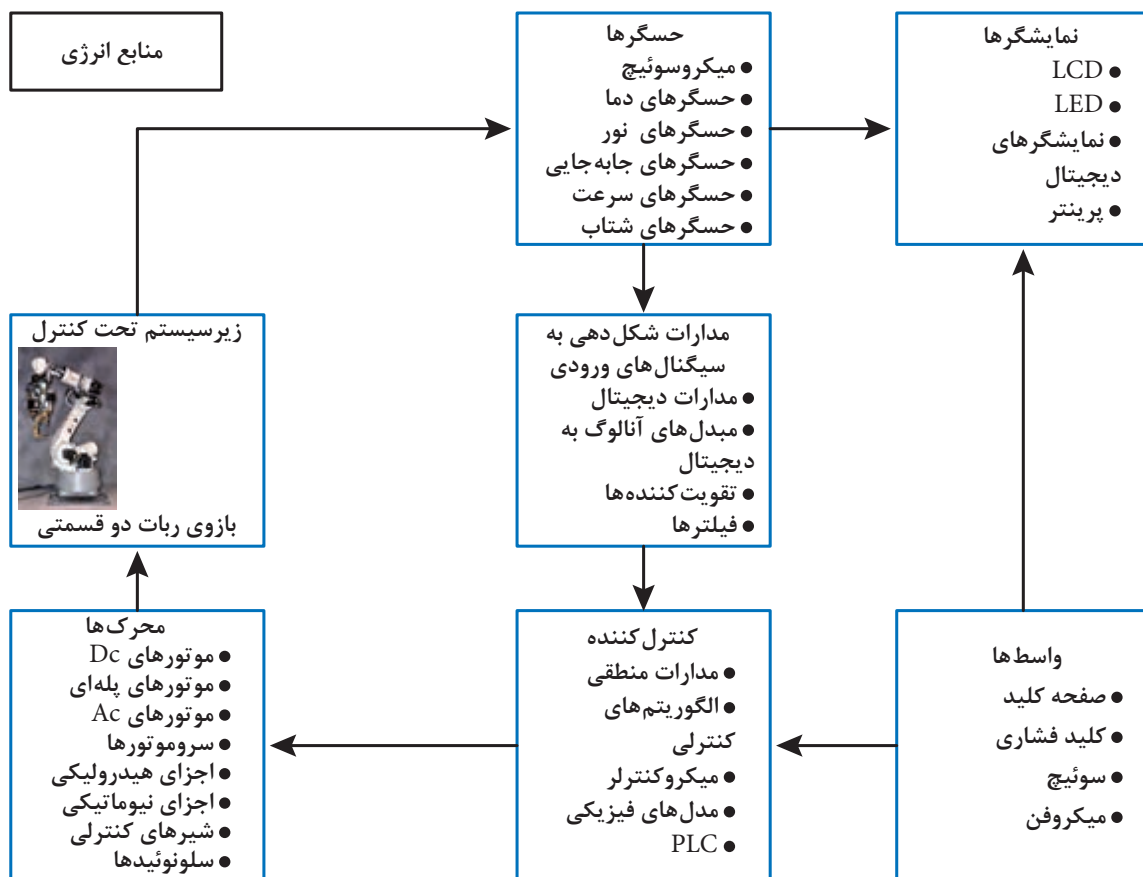 منابع انرژی
حسگرها
● میکروسوئیچ
● حسگرهای دما
● حسگرهای نور
● حسگرهای جابه‌جایی
● حسگرهای سرعت
● حسگرهای شتاب
نمایشگرها
● LCD
● LED
● نمایشگرهای
دیجیتال
● پرینتر
زیرسیستم تحت کنترل
بازوی ربات دو قسمتی
مدارات شکل‌دهی به
سیگنال‌های ورودی
● مدارات دیجیتال
● مبدل‌های آنالوگ به
دیجیتال
● تقویت‌کننده‌ها
● فیلترها
محرک‌ها
● موتورهای Dc
● موتورهای پله‌ای
● موتورهای Ac
● سروموتورها
● اجزای هیدرولیکی
● اجزای نیوماتیکی
● شیرهای کنترلی
● سلونوئیدها
کنترل‌کننده
● مدارات منطقی
● الگوریتم‌های
کنترلی
● میکروکنترلر
● مدل‌های فیزیکی
● PLC
واسط‌ها
● صفحه کلید
● کلید فشاری
● سوئیچ
● میکروفن